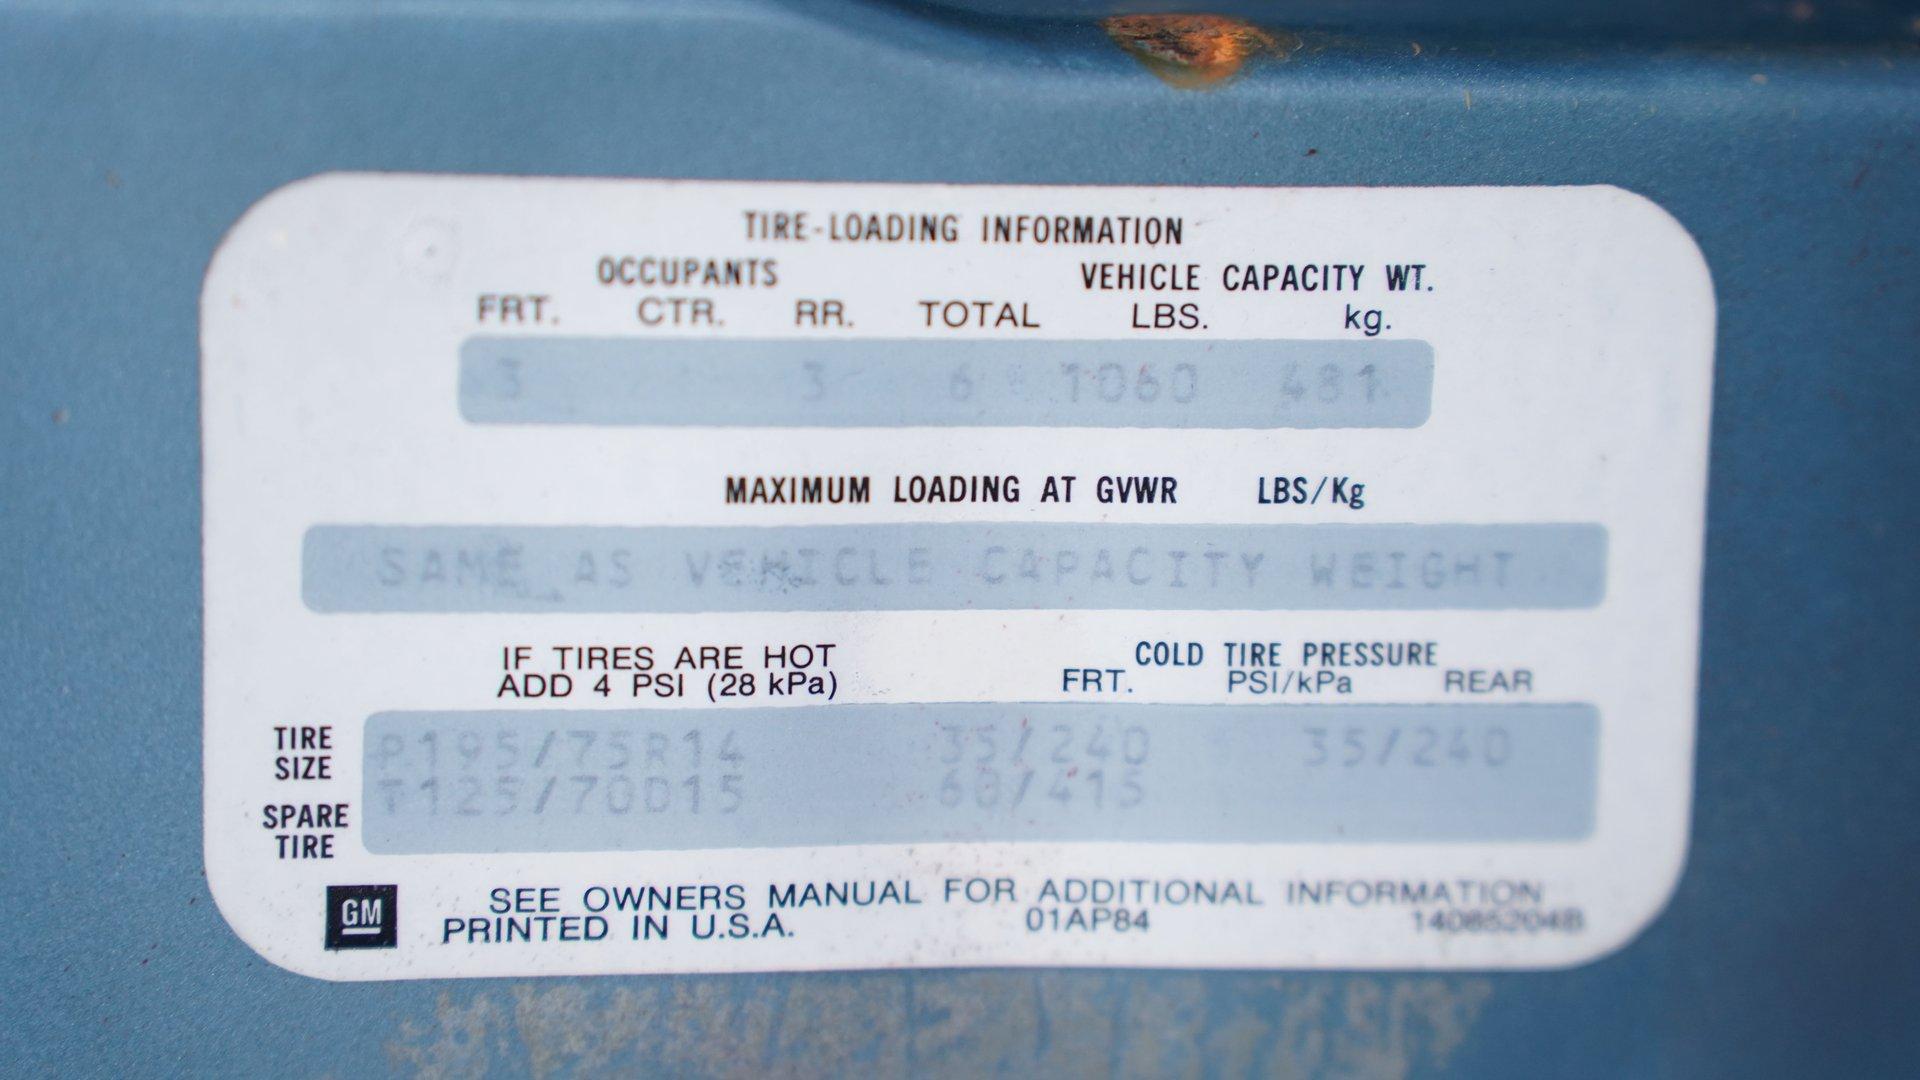 TIRE-LOADING INFORMATION
OCCUPANTS VEHICLE CAPACITY WT.
FRT. CTR. RR. TOTAL LBS. kg.
3 3 6 1060 481
MAXIMUM LOADING AT GVWR LBS/Kg
SAME AS VEHICLE CAPACITY WEIGHT
IF TIRES ARE HOT COLD TIRE PRESSURE
ADD 4 PSI (28 kPa) FRT. PSI/kPa REAR
TIRE SIZE P195/75R14 35/240 35/240
SPARE TIRE T125/70D15 60/415
SEE OWNERS MANUAL FOR ADDITIONAL INFORMATION
GM PRINTED IN U.S.A. 01AP84 14085204B